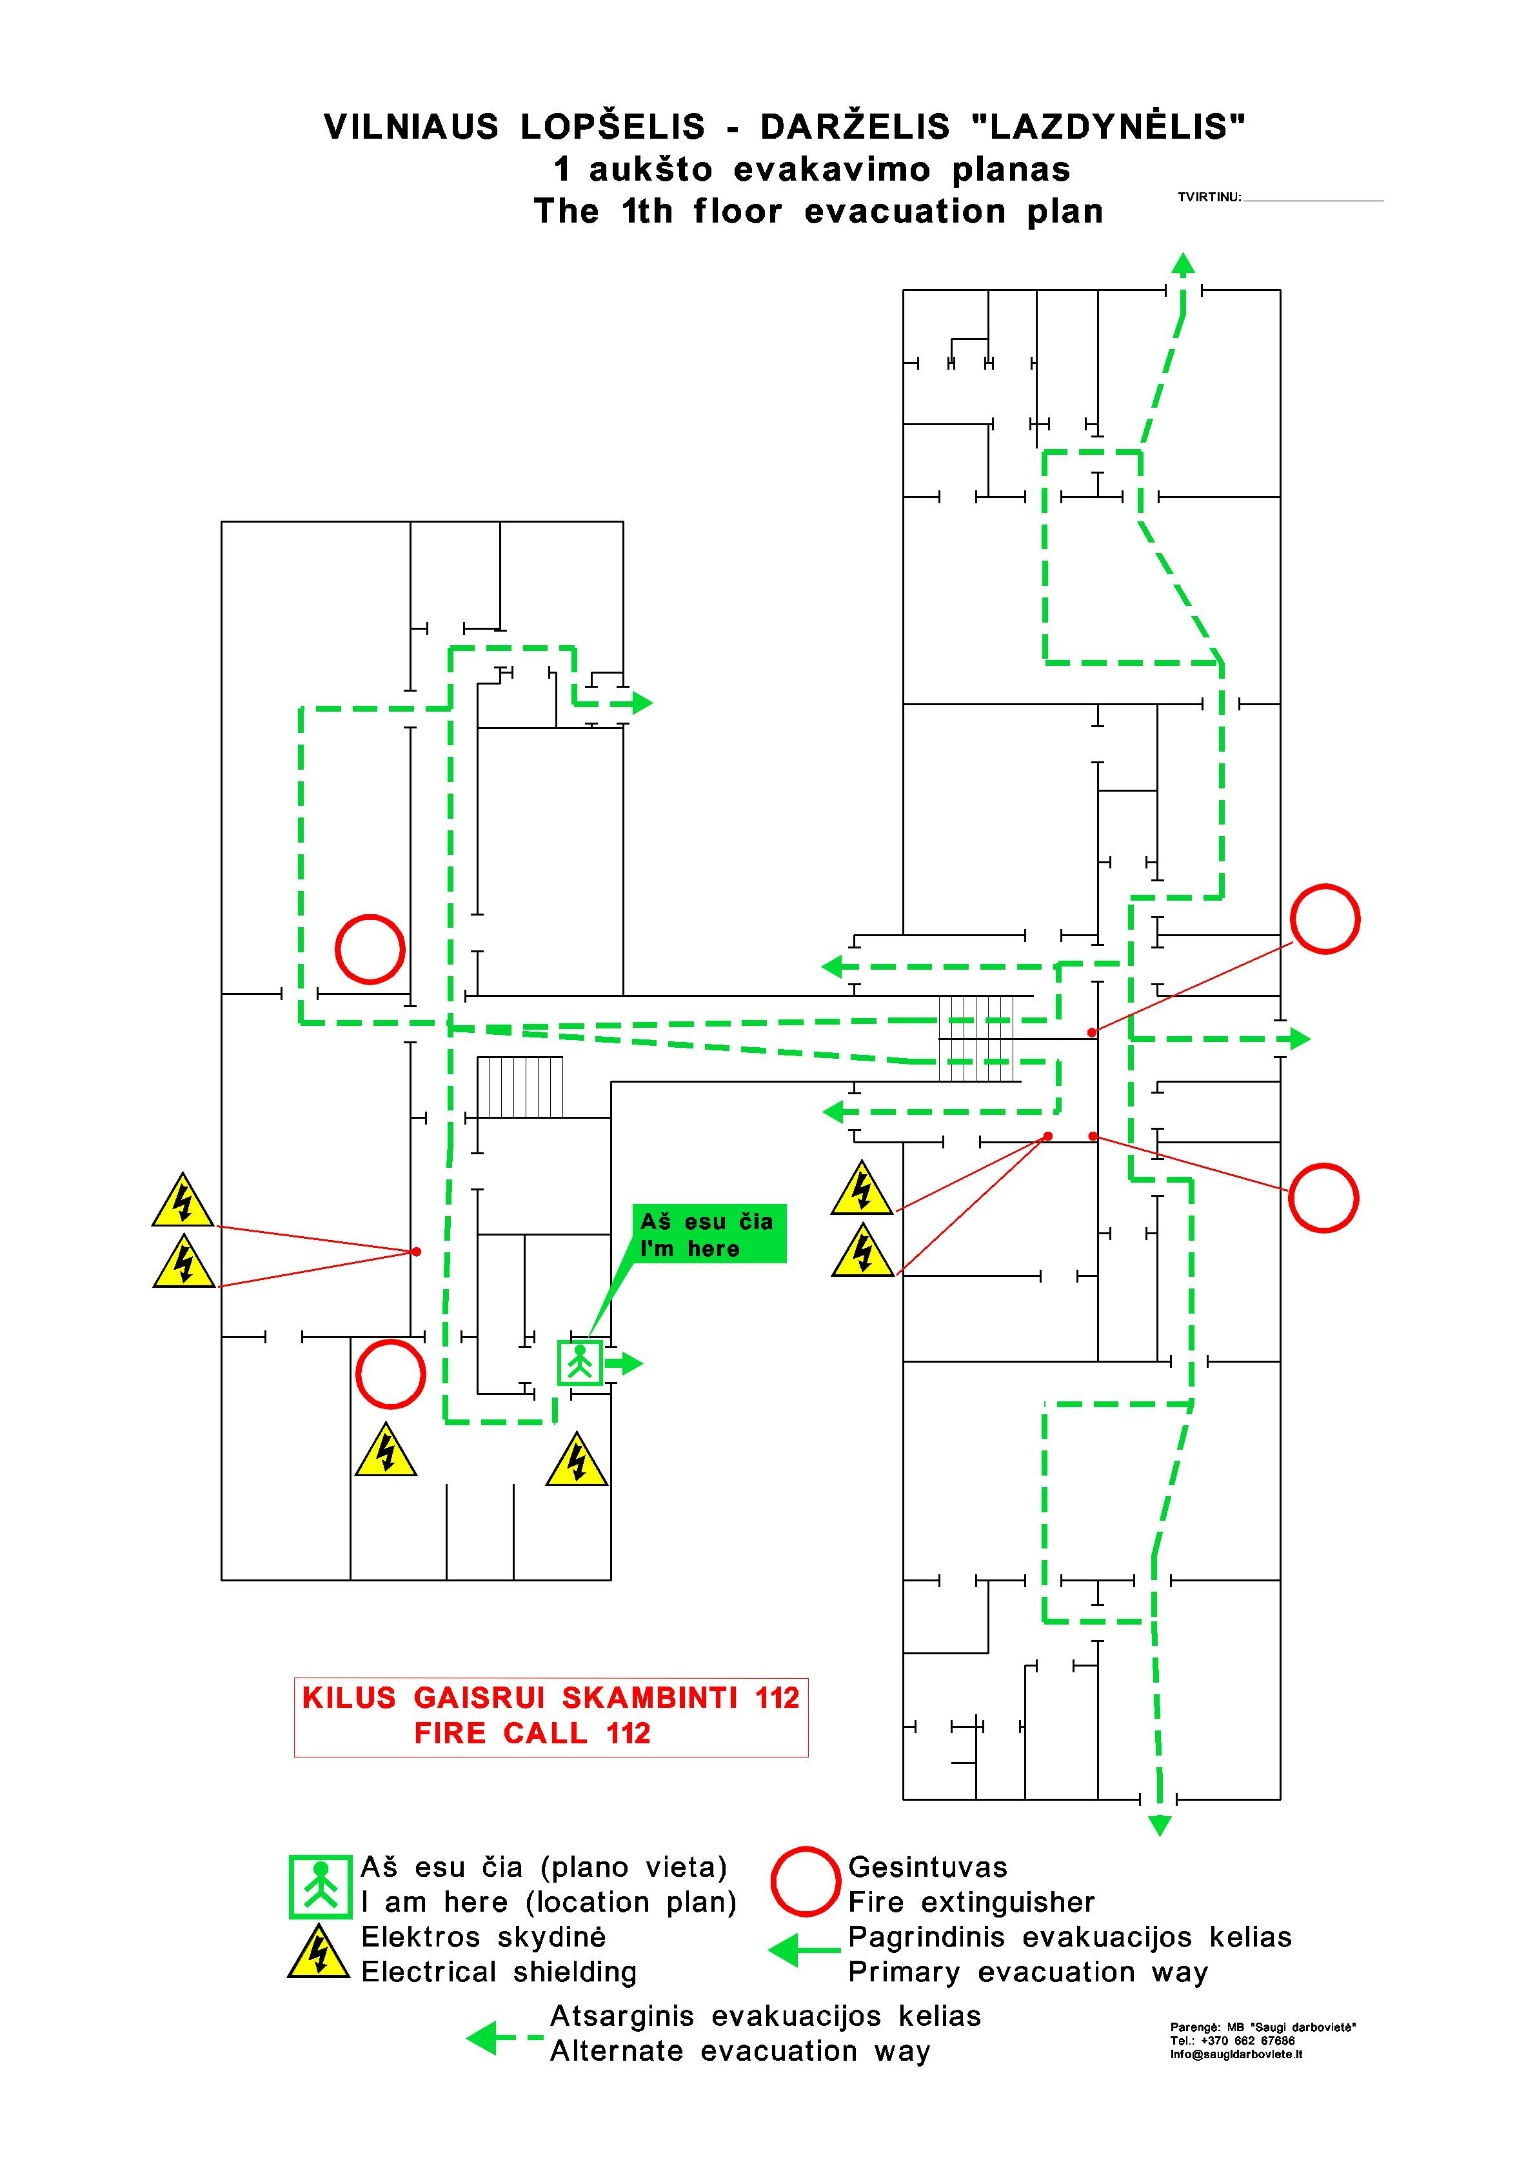 VILNIAUS LOPŠELIS - DARŽELIS "LAZDYNĖLIS"
1 aukšto evakavimo planas
The 1th floor evacuation plan
TVIRTINU:
Aš esu čia
I'm here
KILUS GAISRUI SKAMBINTI 112
FIRE CALL 112
Aš esu čia (plano vieta)
I am here (location plan)
Gesintuvas
Fire extinguisher
Elektros skydinė
Electrical shielding
Pagrindinis evakuacijos kelias
Primary evacuation way
Atsarginis evakuacijos kelias
Alternate evacuation way
Parengė: MB "Saugi darbovietė"
Tel.: +370 662 67686
info@saugidarboviete.lt